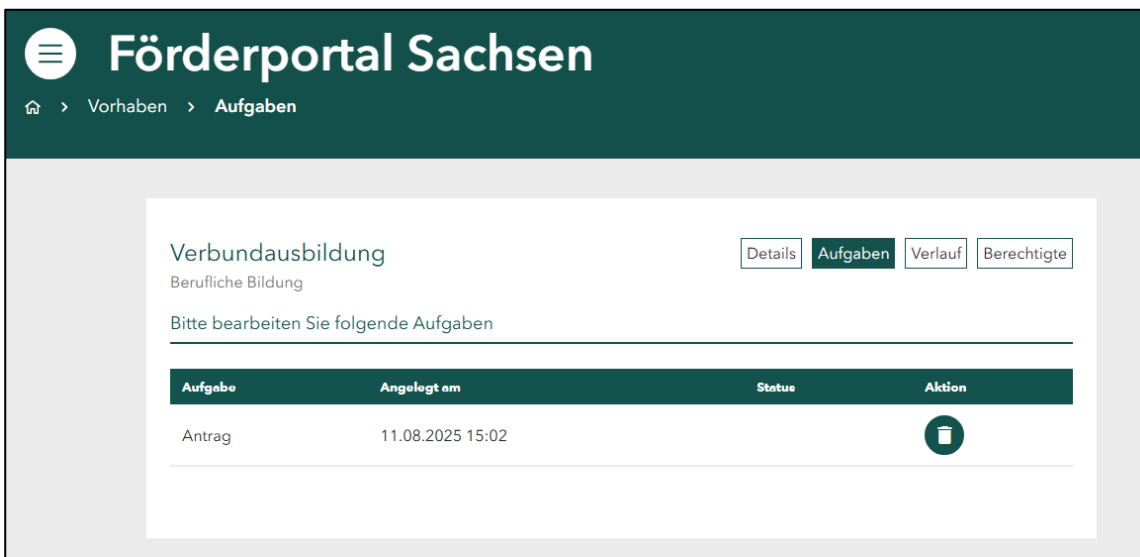 Förderportal Sachsen
Vorhaben > Aufgaben
Verbundausbildung
Details Aufgaben Verlauf Berechtigte
Berufliche Bildung
Bitte bearbeiten Sie folgende Aufgaben
Aufgabe Angelegt am Status Aktion
Antrag 11.08.2025 15:02